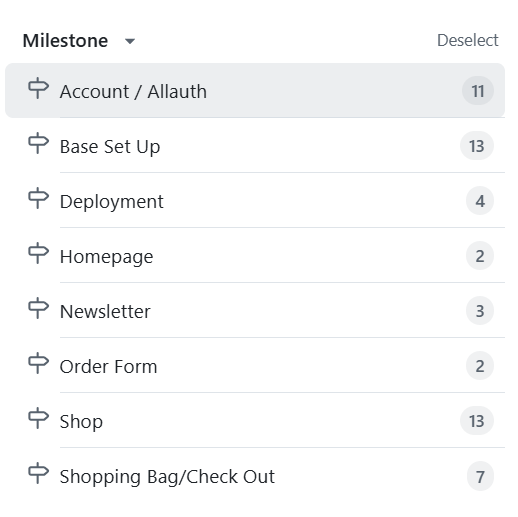 Milestone Deselect
Account / Allauth 11
Base Set Up 13
Deployment 4
Homepage 2
Newsletter 3
Order Form 2
Shop 13
Shopping Bag/Check Out 7